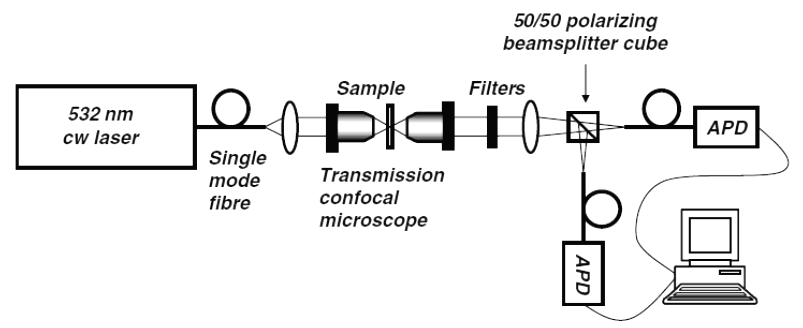 50/50 polarizing
beamsplitter cube
Sample
Filters
532 nm
cw laser
APD
Single
mode
fibre
Transmission
confocal
microscope
APD